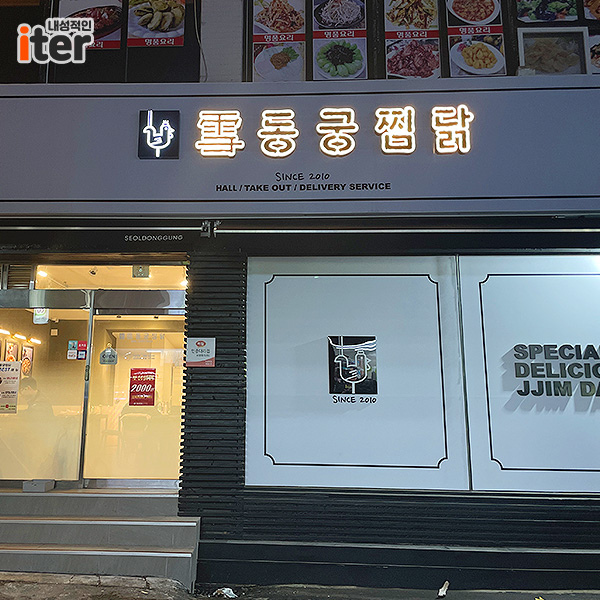 내성적인
iter
명품요리
명품요리
명품요리
명품요리
雪동궁찜닭
SINCE 2010
HALL / TAKE OUT / DELIVERY SERVICE
SEOLDONGGUNG
2000
SINCE 2010
SPECIA
DELICIO
JJIM DA